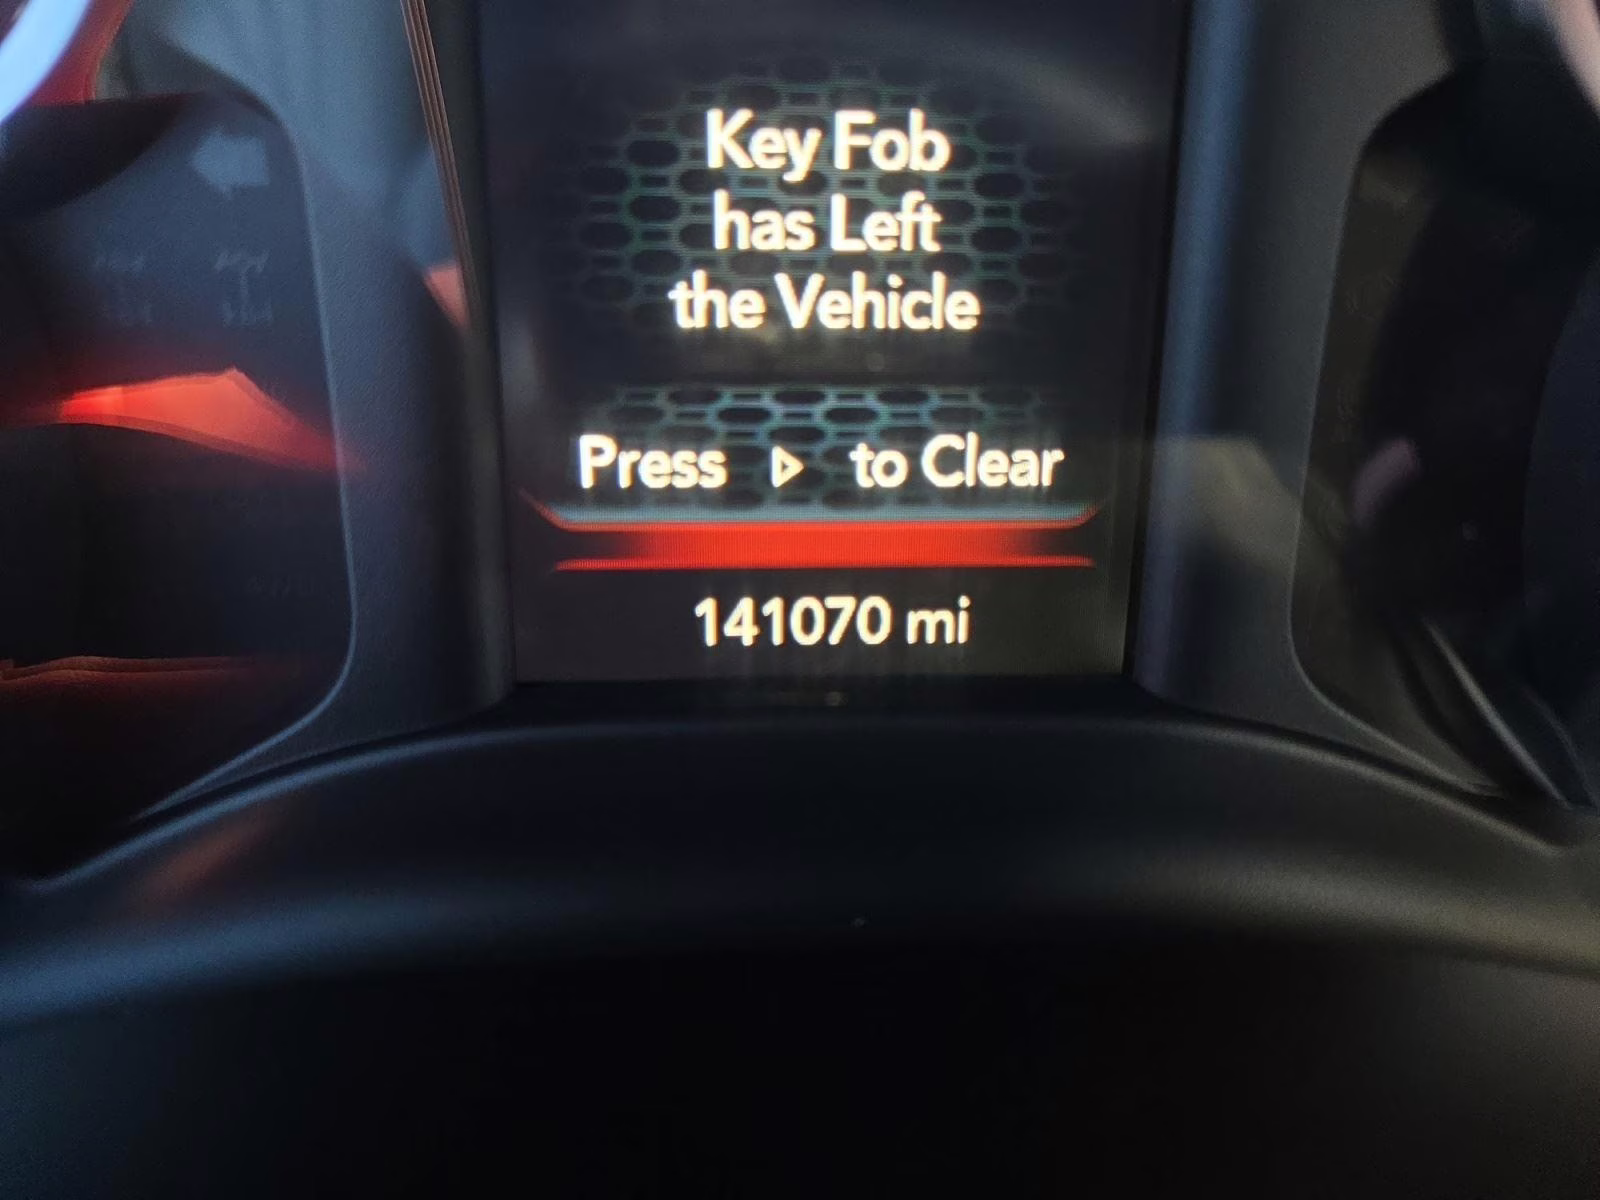 Key Fob
has Left
the Vehicle
Press ▷ to Clear
141070 mi